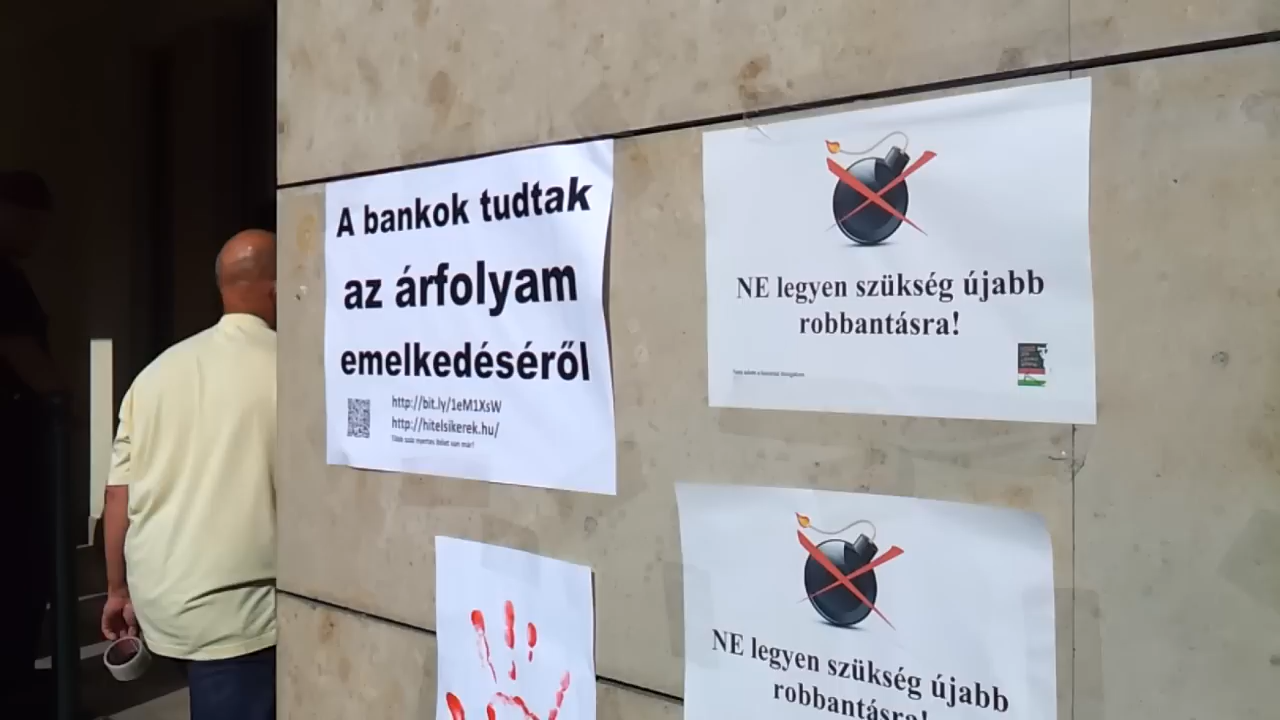 A bankok tudtak
az árfolyam
emelkedéséről
http://bit.ly/1eM1XsW
http://hitelsikerek.hu/
NE legyen szükség újabb
robbantásra!
NE legyen szükség újabb
robbantásra!